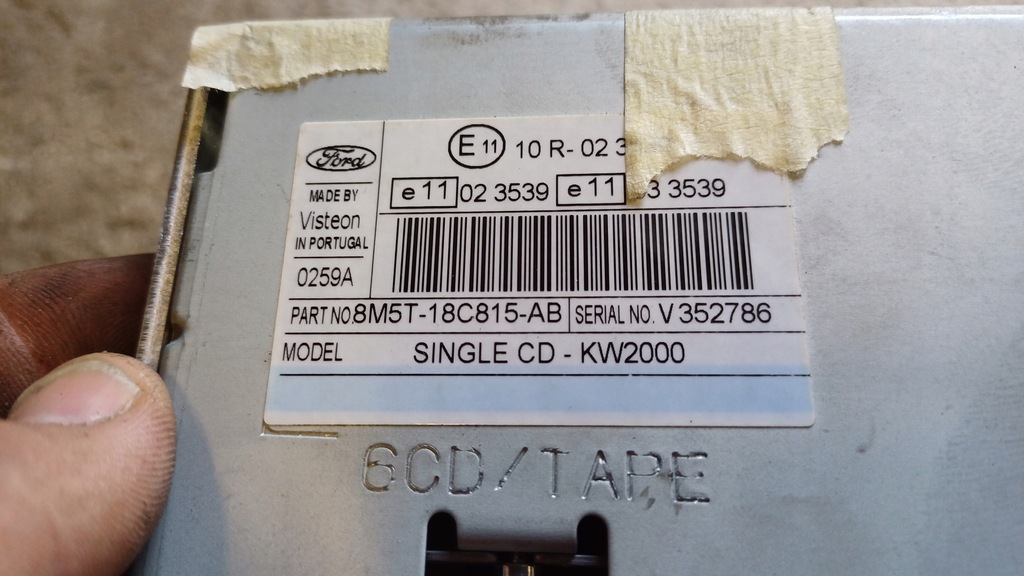 Ford
MADE BY
Visteon
IN PORTUGAL
0259A
E 11 10 R- 02 3
e 11 02 3539 e 11 3 3539
PART NO. 8M5T-18C815-AB SERIAL NO. V 352786
MODEL SINGLE CD - KW2000
6CD/TAPE